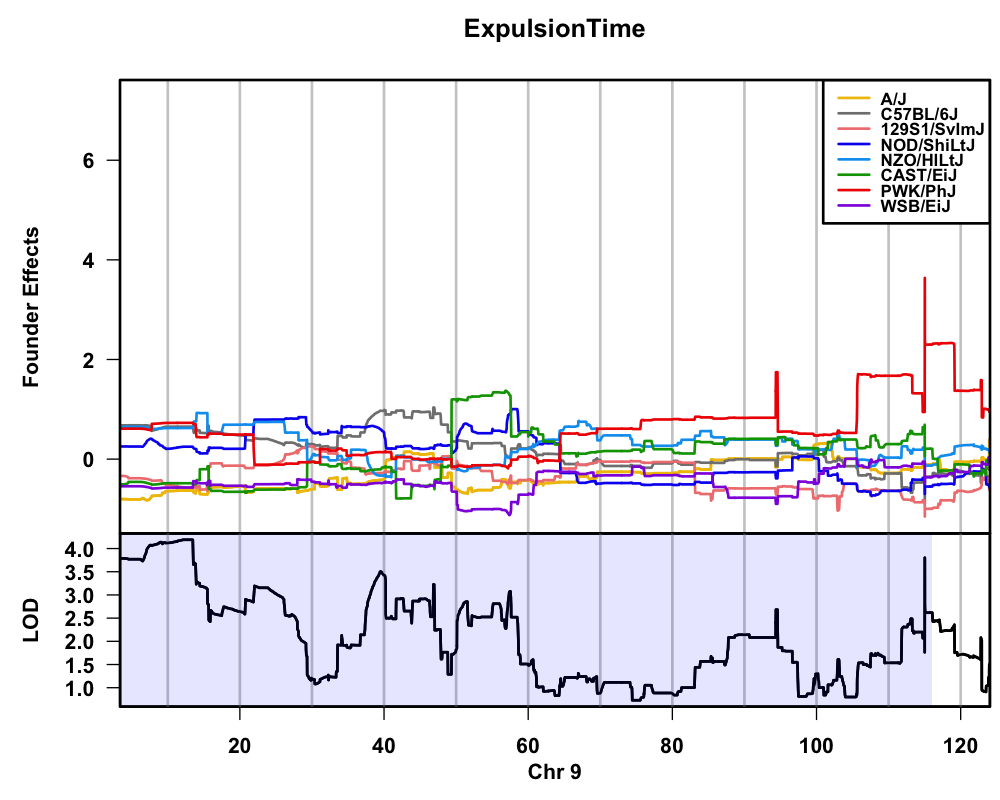 ExpulsionTime
Founder Effects
6
4
2
0
A/J
C57BL/6J
129S1/SvImJ
NOD/ShiLtJ
NZO/HlLtJ
CAST/EiJ
PWK/PhJ
WSB/EiJ
LOD
4.0
3.5
3.0
2.5
2.0
1.5
1.0
20 40 60 80 100 120
Chr 9